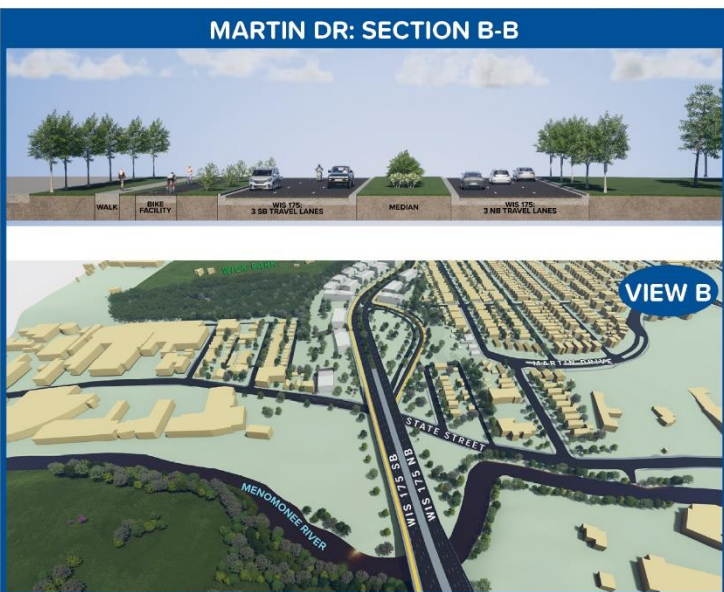 MARTIN DR: SECTION B-B
WALK
BIKE
FACILITY
WIS 175:
3 SB TRAVEL LANES
MEDIAN
WIS 175:
3 NB TRAVEL LANES
VIEW B
MARTIN DRIVE
STATE STREET
WIS 175 SB
WIS 175 NB
MENOMONEE
RIVER